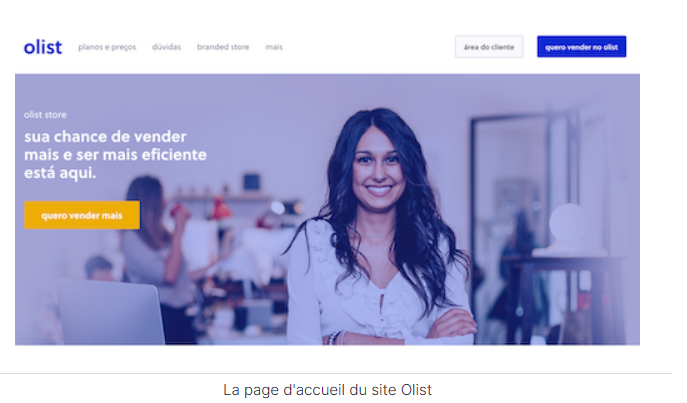 olist planos e preços dúvidas branded store mais área do cliente quero vender no olist
olist store
sua chance de vender
mais e ser mais eficiente
está aqui.
quero vender mais
La page d'accueil du site Olist